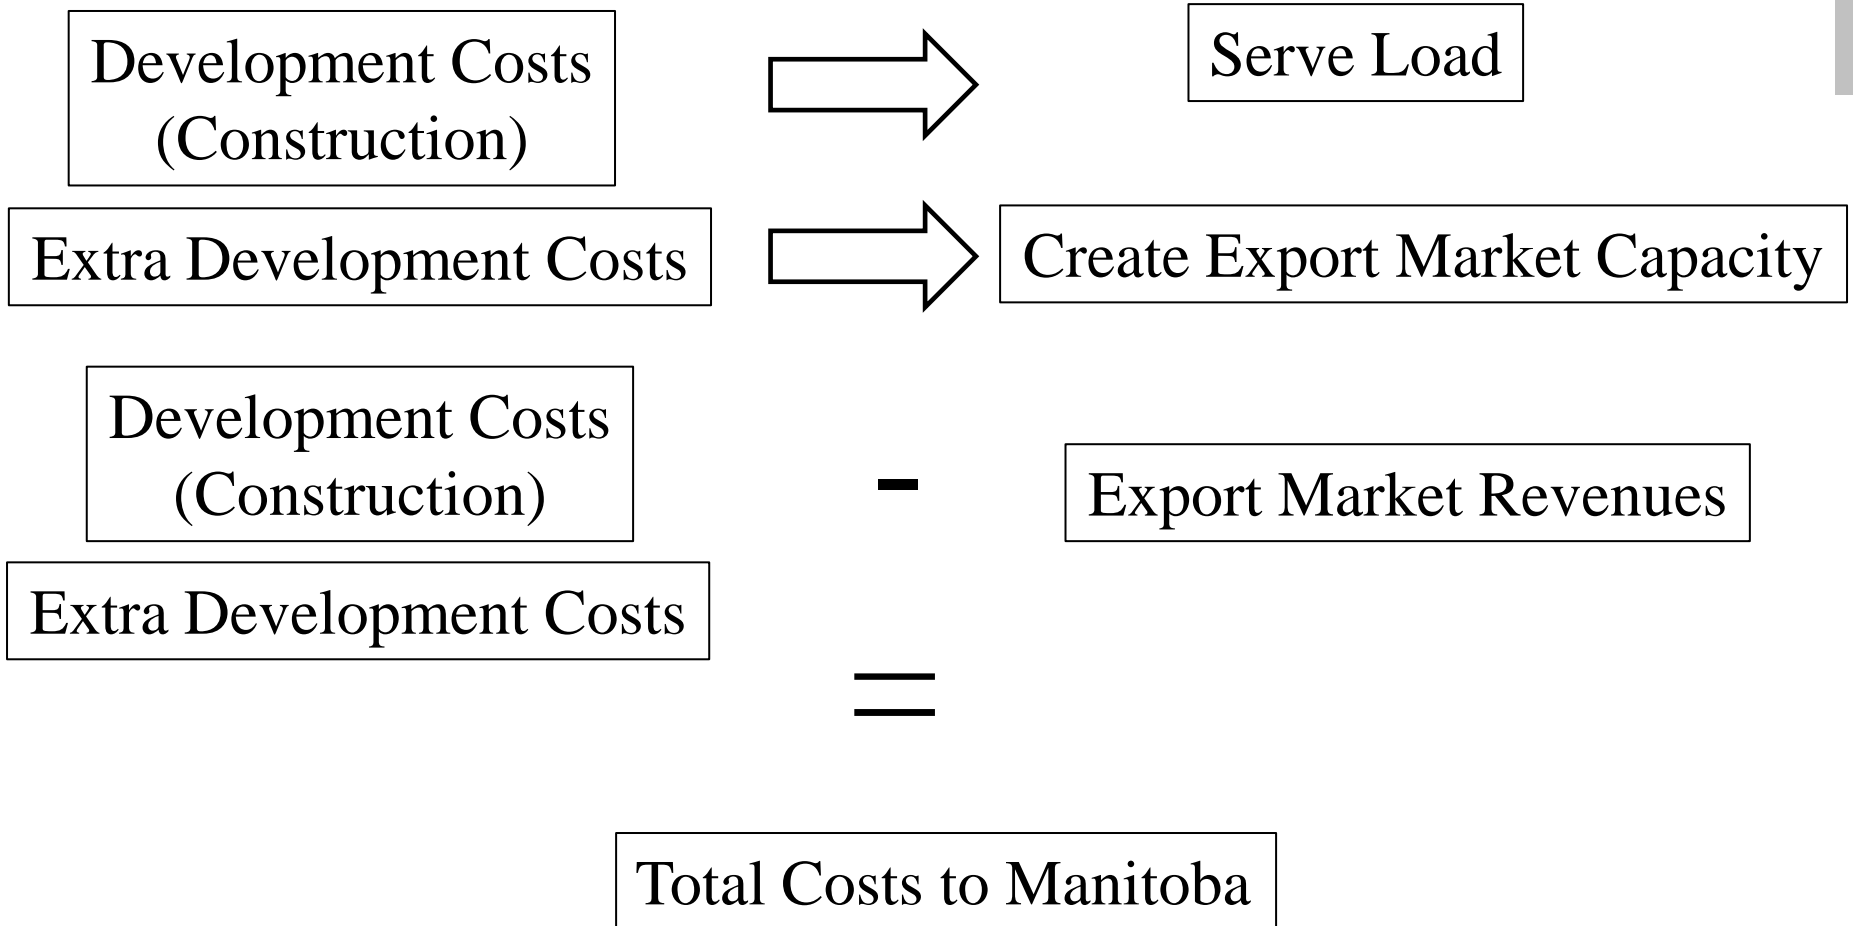 Development Costs
(Construction)
Serve Load
Extra Development Costs
Create Export Market Capacity
Development Costs
(Construction)
-
Export Market Revenues
Extra Development Costs
=
Total Costs to Manitoba